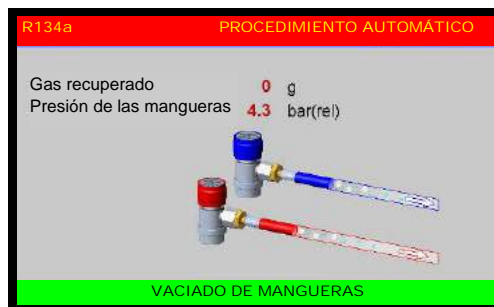 R134a PROCEDIMIENTO AUTOMÁTICO
Gas recuperado 0 g
Presión de las mangueras 4.3 bar(rel)
VACIADO DE MANGUERAS